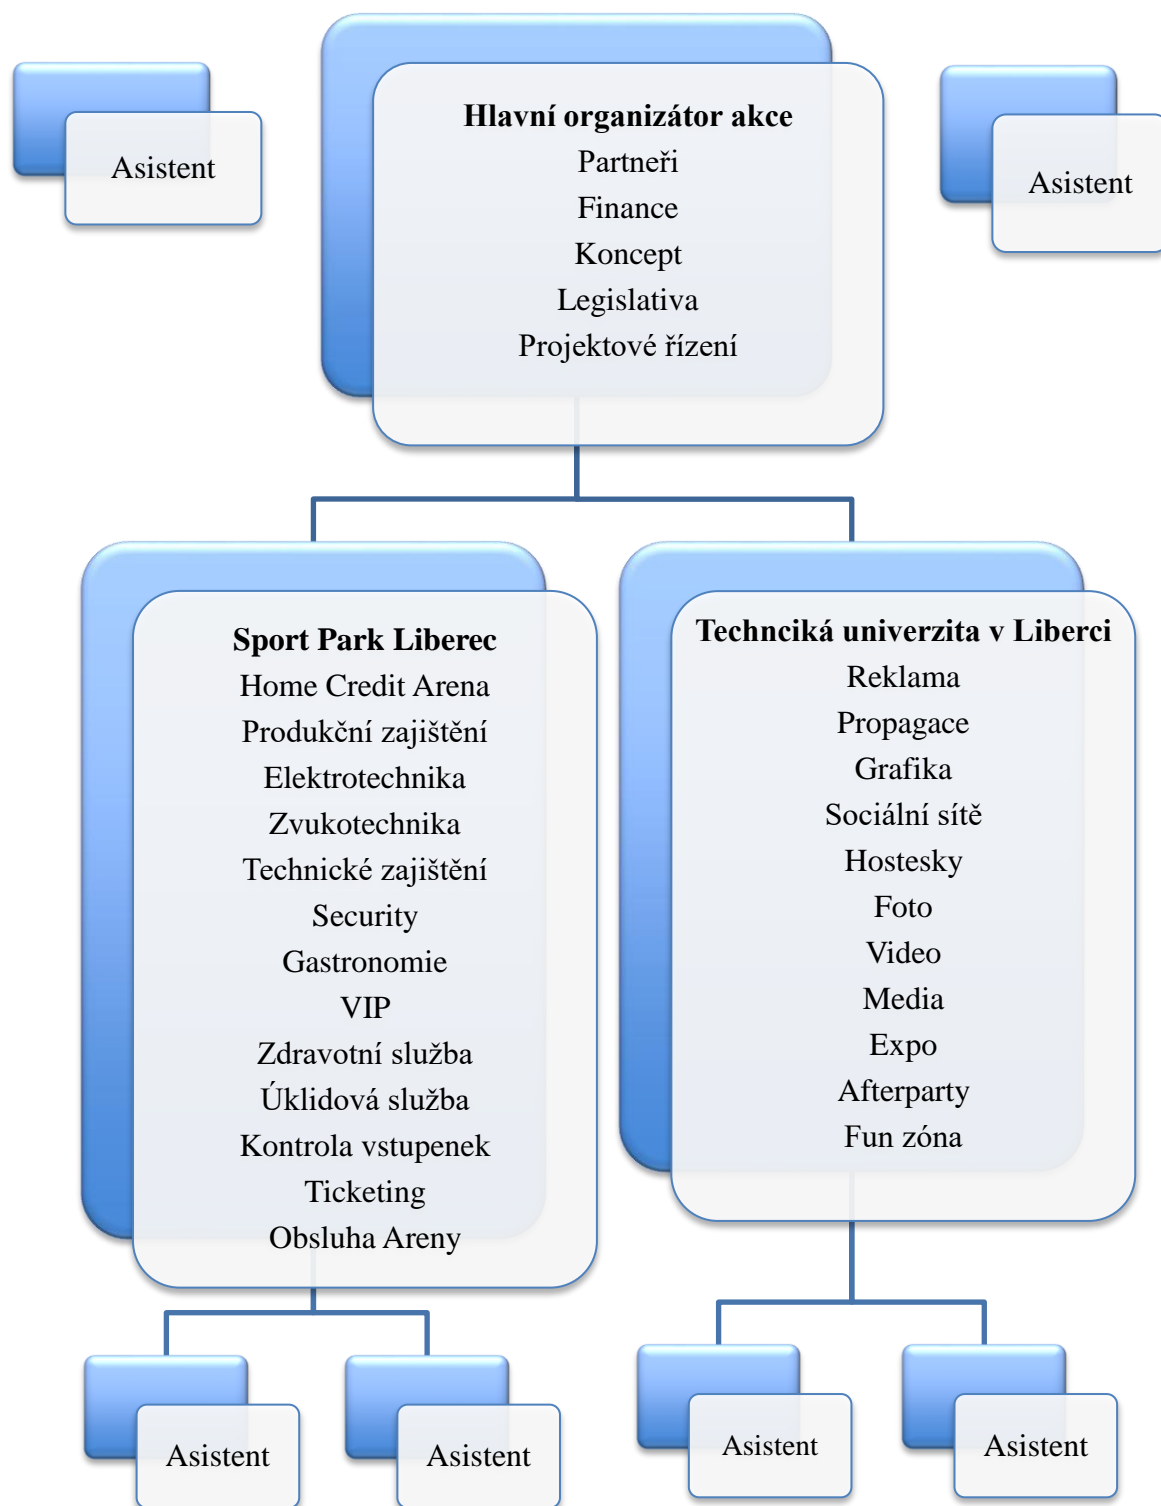 Asistent
Hlavní organizátor akce
Partneři
Finance
Koncept
Legislativa
Projektové řízení
Asistent
Sport Park Liberec
Home Credit Arena
Produkční zajištění
Elektrotechnika
Zvukotechnika
Technické zajištění
Security
Gastronomie
VIP
Zdravotní služba
Úklidová služba
Kontrola vstupenek
Ticketing
Obsluha Areny
Technciká univerzita v Liberci
Reklama
Propagace
Grafika
Sociální sítě
Hostesky
Foto
Video
Media
Expo
Afterparty
Fun zóna
Asistent
Asistent
Asistent
Asistent